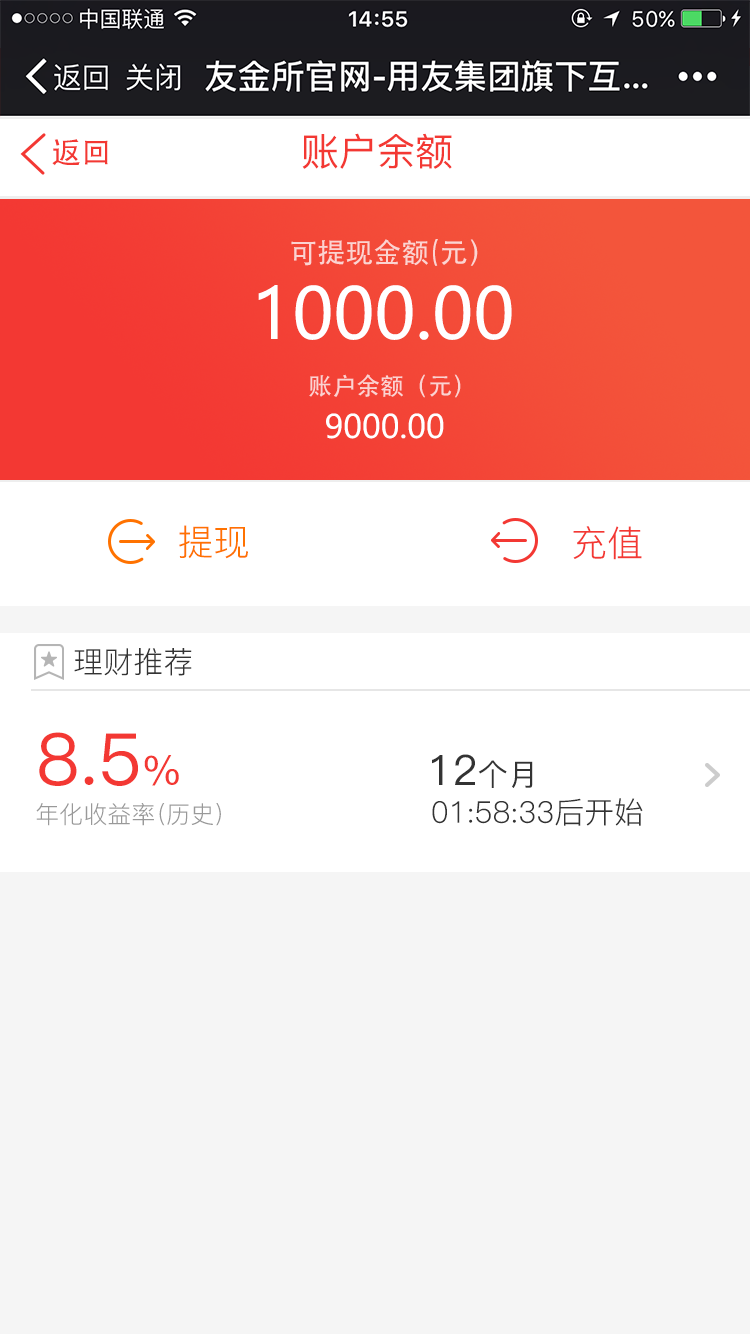 中国联通 14:55 50%
返回 关闭 友金所官网-用友集团旗下互...
返回 账户余额
可提现金额(元)
1000.00
账户余额（元）
9000.00
提现 充值
理财推荐
8.5% 12个月
年化收益率(历史) 01:58:33后开始